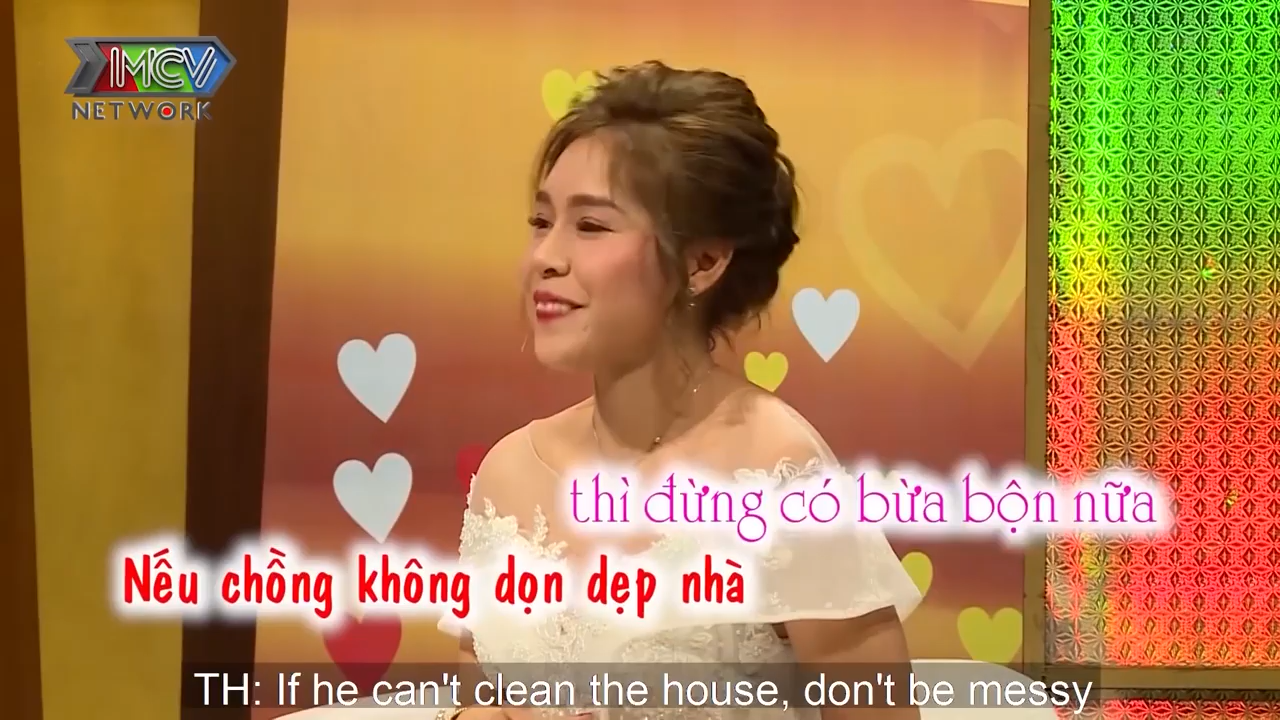 MCV
NETWORK
thì đừng có bừa bộn nữa
Nếu chồng không dọn dẹp nhà
TH: If he can't clean the house, don't be messy